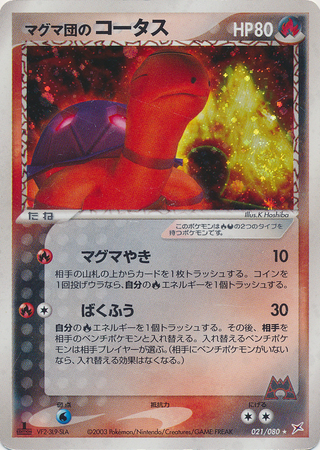 マグマ団の コータス HP80
たね
Illus.K Hoshiba
このポケモンは🔥🌑の2つのタイプを
持つポケモンです。
マグマやき 10
相手の山札の上からカードを1枚トラッシュする。コインを
1回投げウラなら、自分の🔥エネルギーを1個トラッシュする。
ばくふう 30
自分の🔥エネルギーを1個トラッシュする。その後、相手を
相手のベンチポケモンと入れ替える。入れ替えるベンチポケ
モンは相手プレイヤーが選ぶ。(相手にベンチポケモンがいない
なら、入れ替える効果はなくなる。)
弱点 抵抗力 にげる
©2003 Pokémon/Nintendo/Creatures/GAME FREAK
021/080 ★